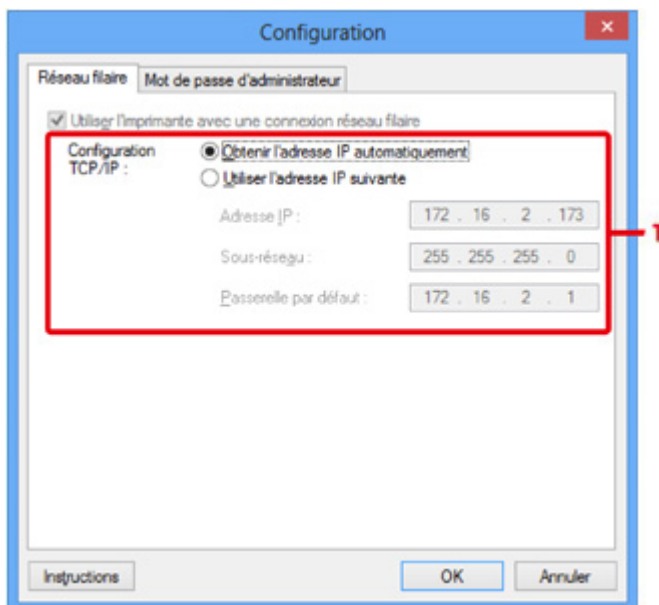 Configuration
Réseau filaire Mot de passe d'administrateur
Utiliser l'imprimante avec une connexion réseau filaire
Configuration TCP/IP :
Obtenir l'adresse IP automatiquement
Utiliser l'adresse IP suivante
Adresse IP : 172 . 16 . 2 . 173
Sous-réseau : 255 . 255 . 255 . 0
Passerelle par défaut : 172 . 16 . 2 . 1
1
Instructions OK Annuler